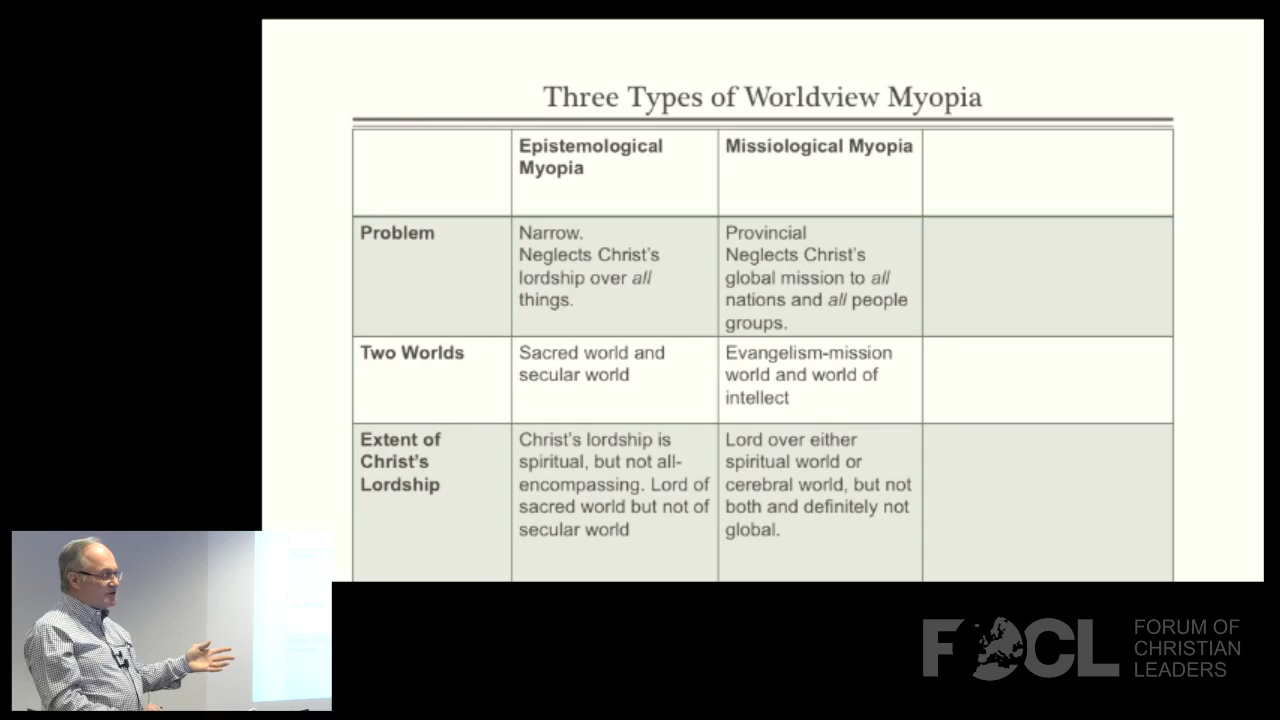 Three Types of Worldview Myopia
Epistemological
Myopia
Missiological Myopia
Problem
Narrow.
Neglects Christ's
lordship over all
things.
Provincial
Neglects Christ's
global mission to all
nations and all people
groups.
Two Worlds
Sacred world and
secular world
Evangelism-mission
world and world of
intellect
Extent of
Christ's
Lordship
Christ's lordship is
spiritual, but not all-
encompassing. Lord of
sacred world but not of
secular world
Lord over either
spiritual world or
cerebral world, but not
both and definitely not
global.
FOCL
FORUM OF
CHRISTIAN
LEADERS